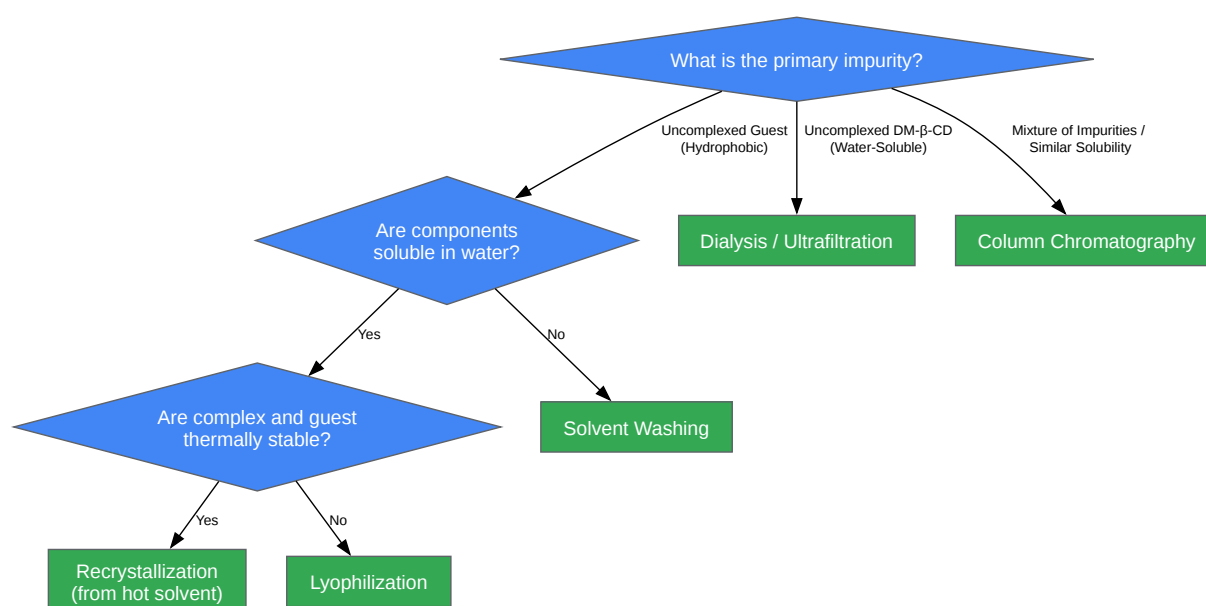 What is the primary impurity?
Uncomplexed Guest
(Hydrophobic)
Uncomplexed DM-β-CD
(Water-Soluble)
Mixture of Impurities /
Similar Solubility
Are components
soluble in water?
Dialysis / Ultrafiltration
Column Chromatography
Yes
No
Are complex and guest
thermally stable?
Solvent Washing
Yes
No
Recrystallization
(from hot solvent)
Lyophilization